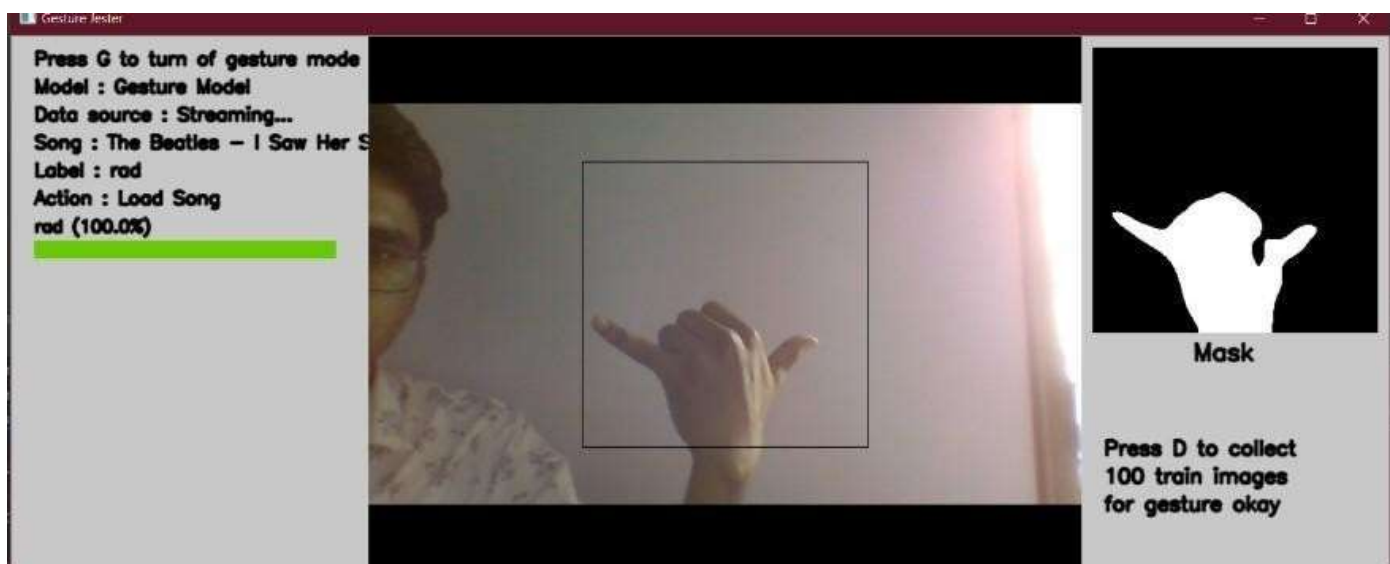 Gesture Jester
Press G to turn of gesture mode
Model : Gesture Model
Data source : Streaming...
Song : The Beatles - I Saw Her S
Label : rad
Action : Load Song
rad (100.0%)
Mask
Press D to collect
100 train images
for gesture okay